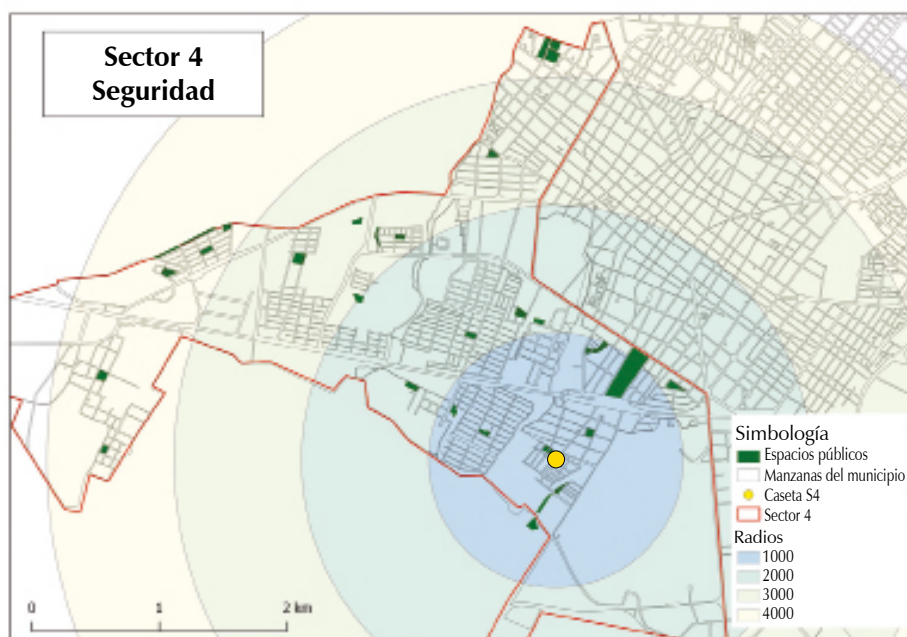 Sector 4
Seguridad
Simbología
Espacios públicos
Manzanas del municipio
Caseta S4
Sector 4
Radios
1000
2000
3000
4000
0 1 2 km